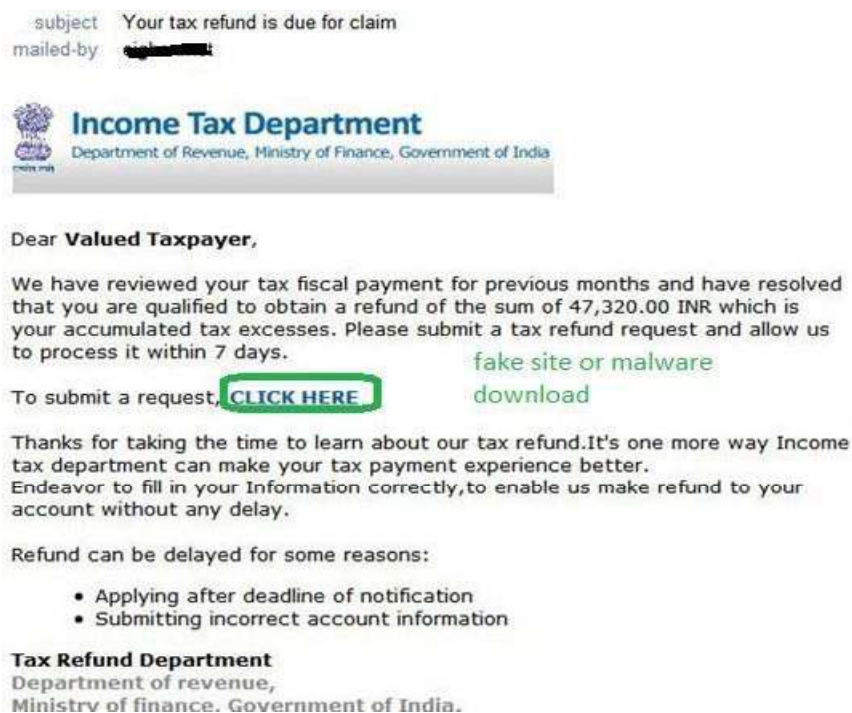 subject Your tax refund is due for claim
mailed-by
Income Tax Department
Department of Revenue, Ministry of Finance, Government of India
Dear Valued Taxpayer,
We have reviewed your tax fiscal payment for previous months and have resolved
that you are qualified to obtain a refund of the sum of 47,320.00 INR which is
your accumulated tax excesses. Please submit a tax refund request and allow us
to process it within 7 days.
fake site or malware
download
To submit a request, CLICK HERE
Thanks for taking the time to learn about our tax refund.It's one more way Income
tax department can make your tax payment experience better.
Endeavor to fill in your Information correctly,to enable us make refund to your
account without any delay.
Refund can be delayed for some reasons:
• Applying after deadline of notification
• Submitting incorrect account information
Tax Refund Department
Department of revenue,
Ministry of finance, Government of India.